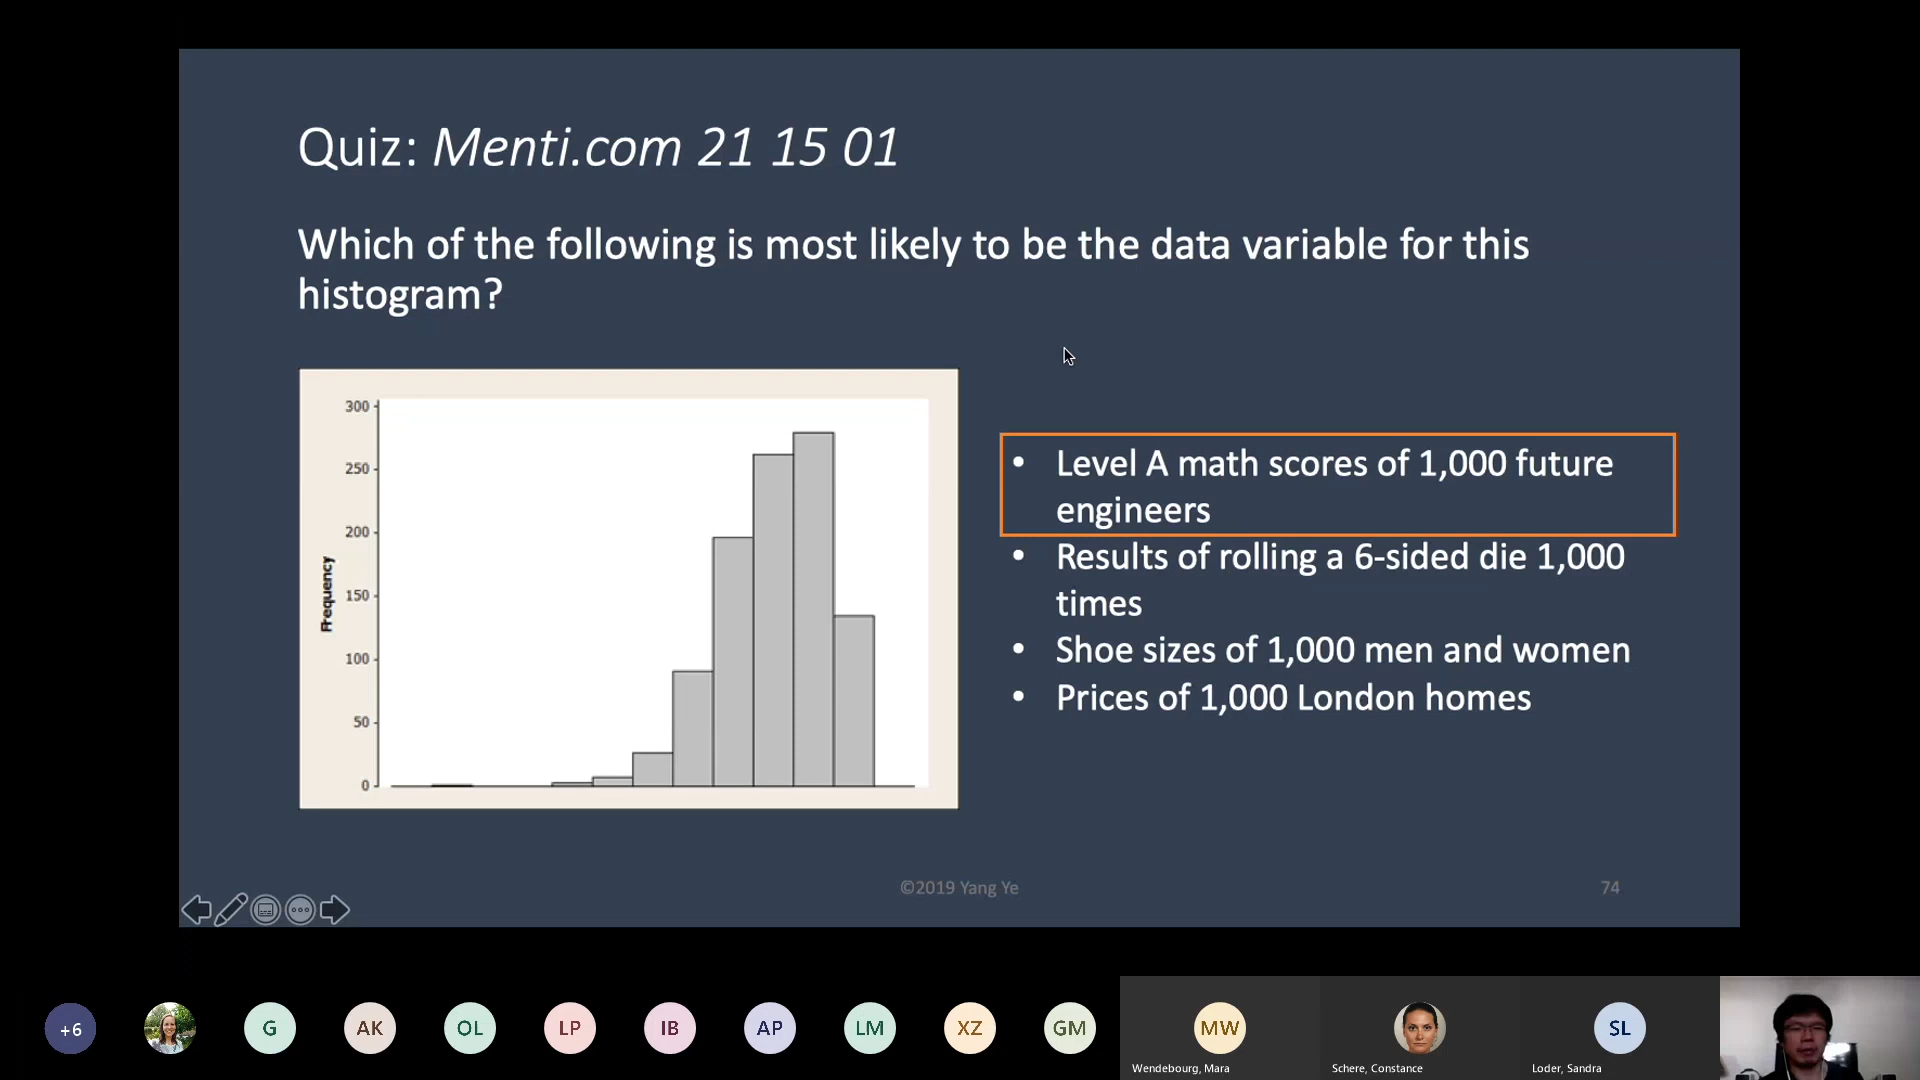 Quiz: Menti.com 21 15 01
Which of the following is most likely to be the data variable for this
histogram?
300
250
200
150
100
50
0
Frequency
• Level A math scores of 1,000 future
engineers
• Results of rolling a 6-sided die 1,000
times
• Shoe sizes of 1,000 men and women
• Prices of 1,000 London homes
©2019 Yang Ye
74
+6
G
AK
OL
LP
IB
AP
LM
XZ
GM
MW
SL
Wendebourg, Mara
Schere, Constance
Loder, Sandra